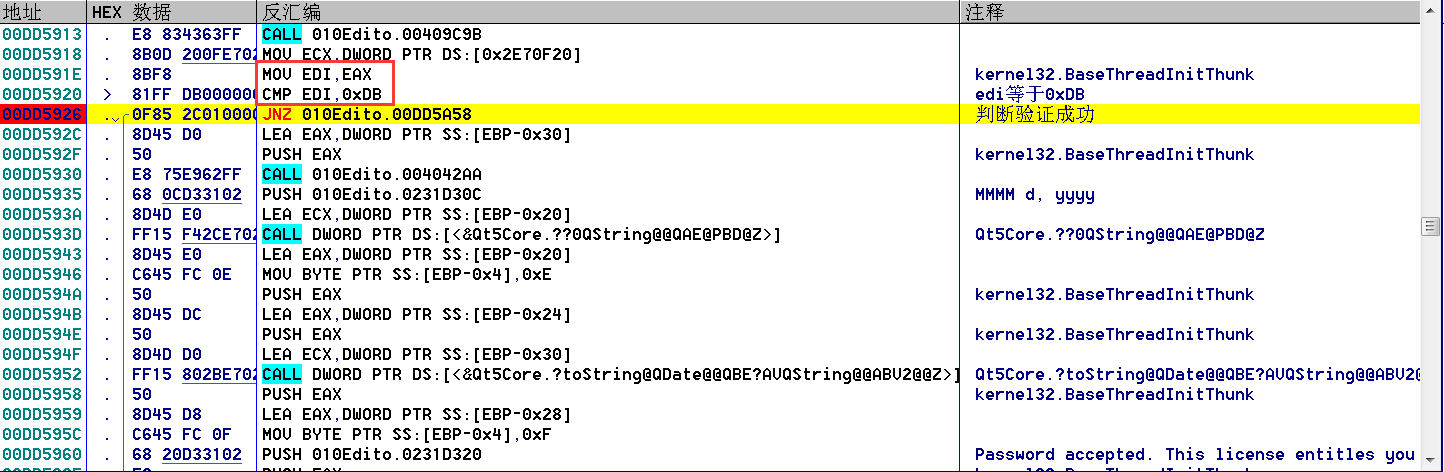 地址 HEX 数据 反汇编 注释
00DD5913 . E8 834363FF CALL 010Edito.00409C9B
00DD5918 . 8B0D 200FE702 MOV ECX,DWORD PTR DS:[0x2E70F20]
00DD591E . 8BF8 MOV EDI,EAX kernel32.BaseThreadInitThunk
00DD5920 > 81FF DB000000 CMP EDI,0xDB edi等于0xDB
00DD5926 . 0F85 2C010000 JNZ 010Edito.00DD5A58 判断验证成功
00DD592C . 8D45 D0 LEA EAX,DWORD PTR SS:[EBP-0x30]
00DD592F . 50 PUSH EAX kernel32.BaseThreadInitThunk
00DD5930 . E8 75E962FF CALL 010Edito.004042AA
00DD5935 . 68 0CD33102 PUSH 010Edito.0231D30C MMMM d, yyyy
00DD593A . 8D4D E0 LEA ECX,DWORD PTR SS:[EBP-0x20]
00DD593D . FF15 F42CE702 CALL DWORD PTR DS:[<&Qt5Core.??0QString@@QAE@PBD@Z>] Qt5Core.??0QString@@QAE@PBD@Z
00DD5943 . 8D45 E0 LEA EAX,DWORD PTR SS:[EBP-0x20]
00DD5946 . C645 FC 0E MOV BYTE PTR SS:[EBP-0x4],0xE
00DD594A . 50 PUSH EAX kernel32.BaseThreadInitThunk
00DD594B . 8D45 DC LEA EAX,DWORD PTR SS:[EBP-0x24]
00DD594E . 50 PUSH EAX kernel32.BaseThreadInitThunk
00DD594F . 8D4D D0 LEA ECX,DWORD PTR SS:[EBP-0x30]
00DD5952 . FF15 802BE702 CALL DWORD PTR DS:[<&Qt5Core.?toString@QDate@@QBE?AVQString@@ABV2@@Z>] Qt5Core.?toString@QDate@@QBE?AVQString@@ABV2@
00DD5958 . 50 PUSH EAX kernel32.BaseThreadInitThunk
00DD5959 . 8D45 D8 LEA EAX,DWORD PTR SS:[EBP-0x28]
00DD595C . C645 FC 0F MOV BYTE PTR SS:[EBP-0x4],0xF
00DD5960 . 68 20D33102 PUSH 010Edito.0231D320 Password accepted. This license entitles you